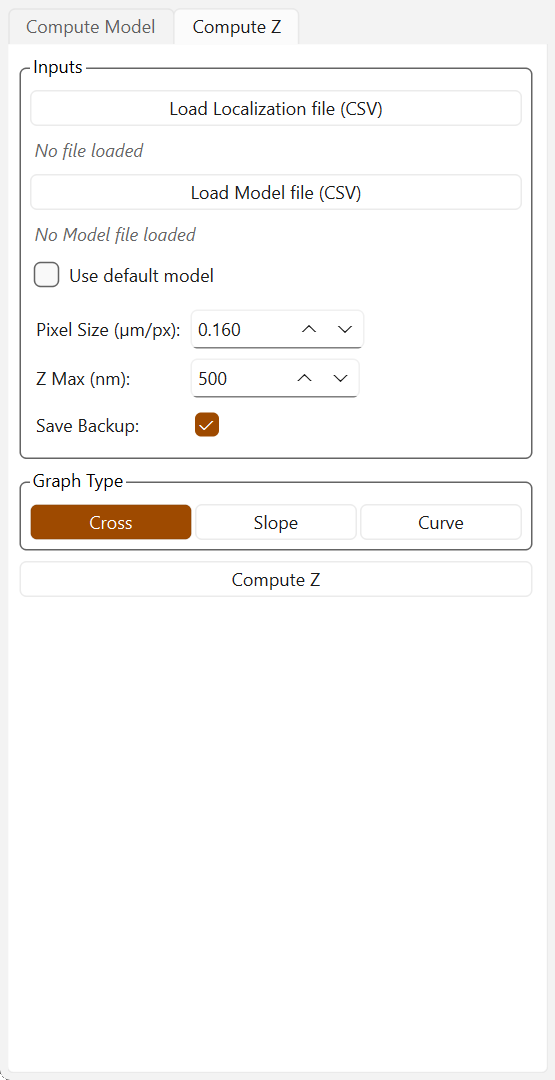 Compute Model Compute Z
Inputs
Load Localization file (CSV)
No file loaded
Load Model file (CSV)
No Model file loaded
Use default model
Pixel Size (µm/px): 0.160
Z Max (nm): 500
Save Backup:
Graph Type
Cross Slope Curve
Compute Z